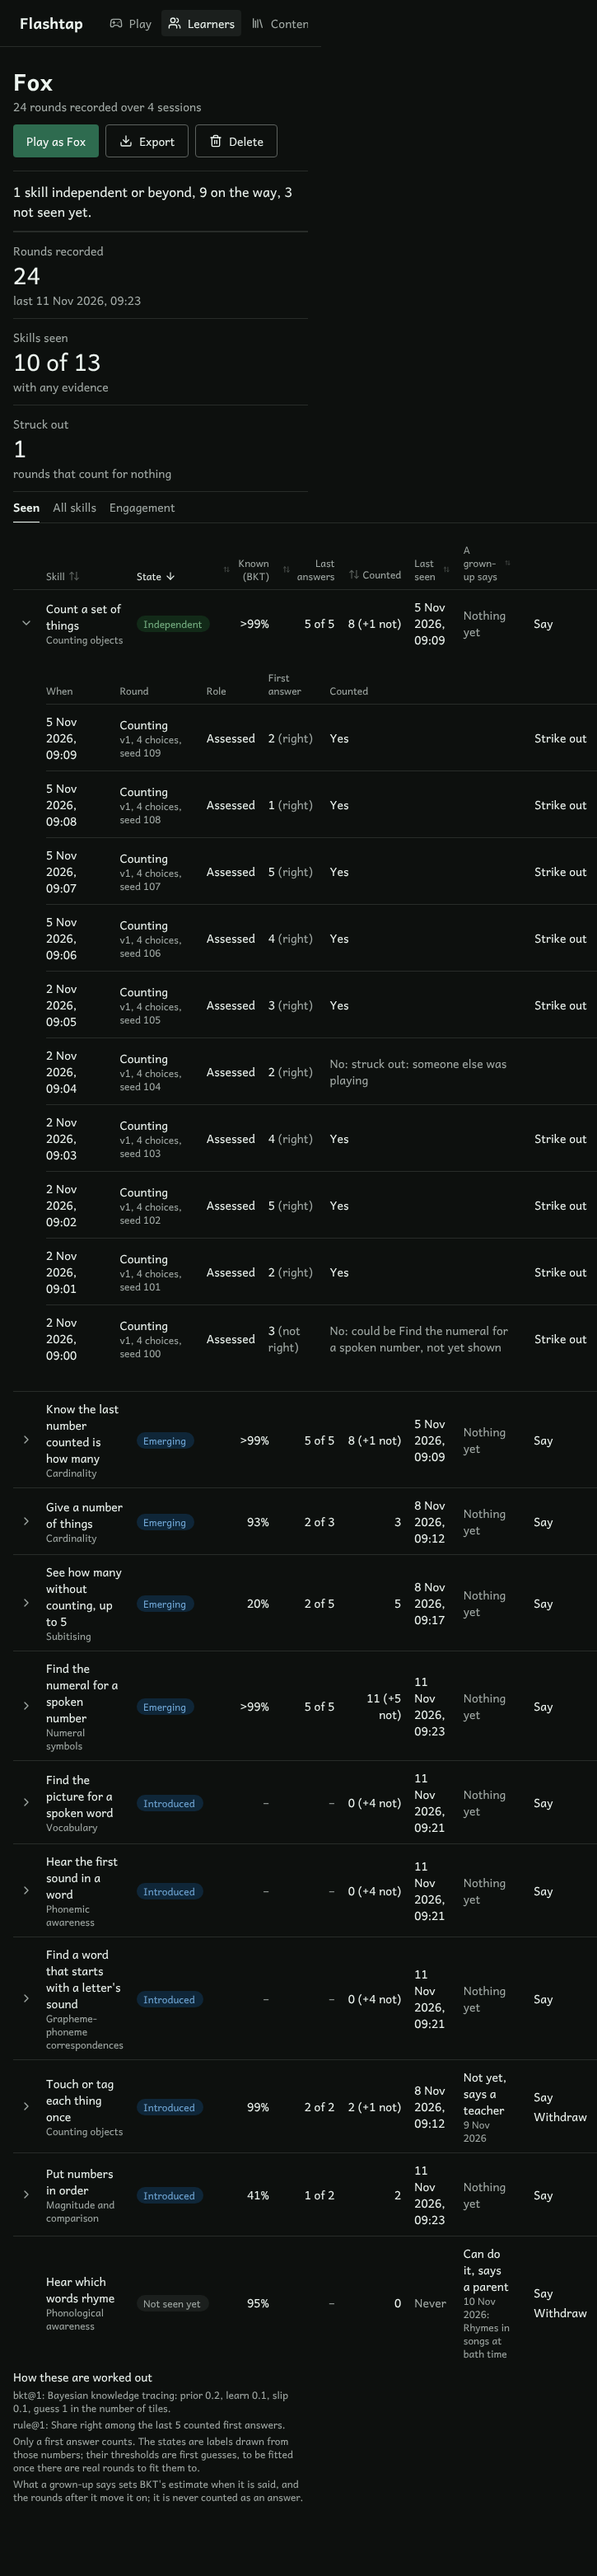 Flashtap
Play
Learners
Conten
Fox
24 rounds recorded over 4 sessions
Play as Fox
Export
Delete
1 skill independent or beyond, 9 on the way, 3
not seen yet.
Rounds recorded
24
last 11 Nov 2026, 09:23
Skills seen
10 of 13
with any evidence
Struck out
1
rounds that count for nothing
Seen All skills Engagement
Skill State Known (BKT) Last answers Counted Last seen A grown-up says
Count a set of things Counting objects Independent >99% 5 of 5 8 (+1 not) 5 Nov 2026, 09:09 Nothing yet Say
When Round Role First answer Counted
5 Nov 2026, 09:09 Counting v1, 4 choices, seed 109 Assessed 2 (right) Yes Strike out
5 Nov 2026, 09:08 Counting v1, 4 choices, seed 108 Assessed 1 (right) Yes Strike out
5 Nov 2026, 09:07 Counting v1, 4 choices, seed 107 Assessed 5 (right) Yes Strike out
5 Nov 2026, 09:06 Counting v1, 4 choices, seed 106 Assessed 4 (right) Yes Strike out
2 Nov 2026, 09:05 Counting v1, 4 choices, seed 105 Assessed 3 (right) Yes Strike out
2 Nov 2026, 09:04 Counting v1, 4 choices, seed 104 Assessed 2 (right) No: struck out: someone else was playing
2 Nov 2026, 09:03 Counting v1, 4 choices, seed 103 Assessed 4 (right) Yes Strike out
2 Nov 2026, 09:02 Counting v1, 4 choices, seed 102 Assessed 5 (right) Yes Strike out
2 Nov 2026, 09:01 Counting v1, 4 choices, seed 101 Assessed 2 (right) Yes Strike out
2 Nov 2026, 09:00 Counting v1, 4 choices, seed 100 Assessed 3 (not right) No: could be Find the numeral for a spoken number, not yet shown Strike out
Know the last number counted is how many Cardinality Emerging >99% 5 of 5 8 (+1 not) 5 Nov 2026, 09:09 Nothing yet Say
Give a number of things Cardinality Emerging 93% 2 of 3 3 8 Nov 2026, 09:12 Nothing yet Say
See how many without counting, up to 5 Subitising Emerging 20% 2 of 5 5 8 Nov 2026, 09:17 Nothing yet Say
Find the numeral for a spoken number Numeral symbols Emerging >99% 5 of 5 11 (+5 not) 11 Nov 2026, 09:23 Nothing yet Say
Find the picture for a spoken word Vocabulary Introduced – – 0 (+4 not) 11 Nov 2026, 09:21 Nothing yet Say
Hear the first sound in a word Phonemic awareness Introduced – – 0 (+4 not) 11 Nov 2026, 09:21 Nothing yet Say
Find a word that starts with a letter's sound Grapheme-phoneme correspondences Introduced – – 0 (+4 not) 11 Nov 2026, 09:21 Nothing yet Say
Touch or tag each thing once Counting objects Introduced 99% 2 of 2 2 (+1 not) 8 Nov 2026, 09:12 Not yet, says a teacher 9 Nov 2026 Say Withdraw
Put numbers in order Magnitude and comparison Introduced 41% 1 of 2 2 11 Nov 2026, 09:23 Nothing yet Say
Hear which words rhyme Phonological awareness Not seen yet 95% – 0 Never Can do it, says a parent 10 Nov 2026: Rhymes in songs at bath time Say Withdraw
How these are worked out
bkt@1: Bayesian knowledge tracing: prior 0.2, learn 0.1, slip
0.1, guess 1 in the number of tiles.
rule@1: Share right among the last 5 counted first answers.
Only a first answer counts. The states are labels drawn from
those numbers; their thresholds are first guesses, to be fitted
once there are real rounds to fit them to.
What a grown-up says sets BKT's estimate when it is said, and
the rounds after it move it on; it is never counted as an answer.